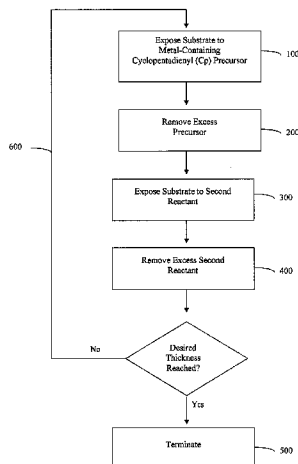 Expose Substrate to
Metal-Containing
Cyclopentadienyl (Cp) Precursor
100
Remove Excess
Precursor
200
600
Expose Substrate to Second
Reactant
300
Remove Excess Second
Reactant
400
No
Desired
Thickness
Reached?
Yes
Terminate
500